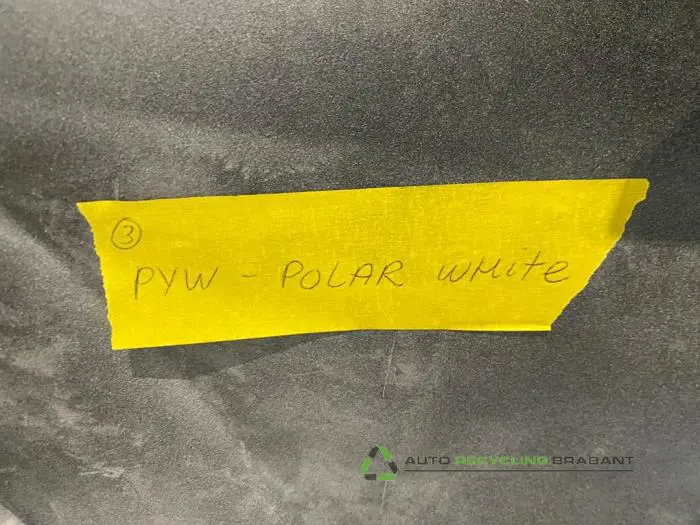 3
PYW - POLAR WHITE
AUTO RECYCLING BRABANT